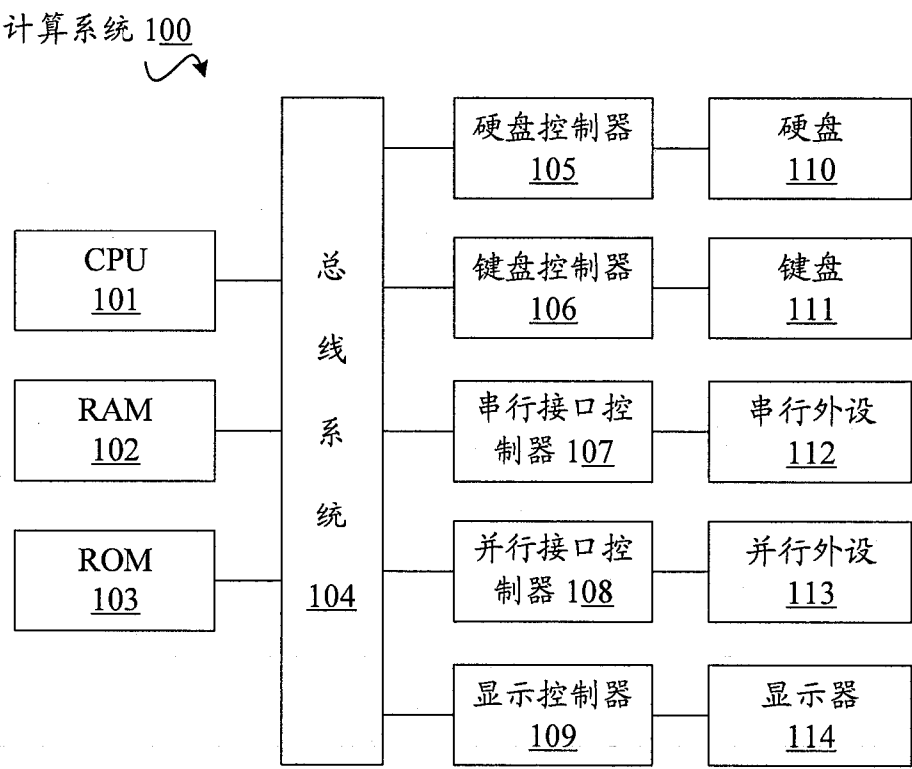 计算系统 100
CPU
101
RAM
102
ROM
103
总
线
系
统
104
硬盘控制器
105
硬盘
110
键盘控制器
106
键盘
111
串行接口控
制器 107
串行外设
112
并行接口控
制器 108
并行外设
113
显示控制器
109
显示器
114